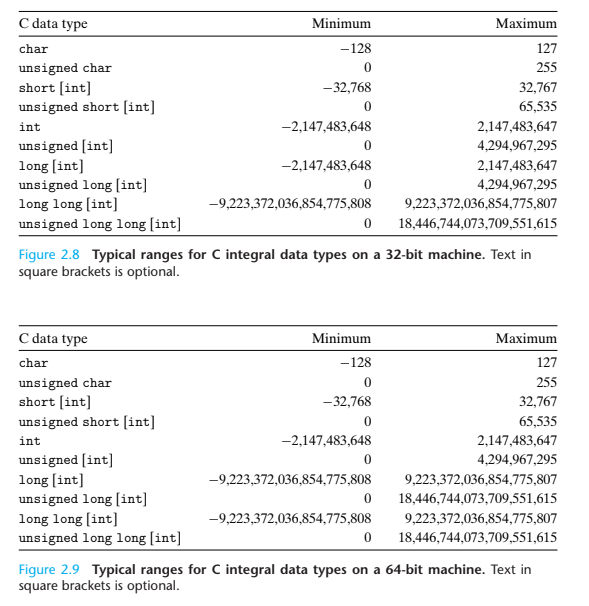 C data type Minimum Maximum
char −128 127
unsigned char 0 255
short [int] −32,768 32,767
unsigned short [int] 0 65,535
int −2,147,483,648 2,147,483,647
unsigned [int] 0 4,294,967,295
long [int] −2,147,483,648 2,147,483,647
unsigned long [int] 0 4,294,967,295
long long [int] −9,223,372,036,854,775,808 9,223,372,036,854,775,807
unsigned long long [int] 0 18,446,744,073,709,551,615
Figure 2.8 Typical ranges for C integral data types on a 32-bit machine. Text in
square brackets is optional.
C data type Minimum Maximum
char −128 127
unsigned char 0 255
short [int] −32,768 32,767
unsigned short [int] 0 65,535
int −2,147,483,648 2,147,483,647
unsigned [int] 0 4,294,967,295
long [int] −9,223,372,036,854,775,808 9,223,372,036,854,775,807
unsigned long [int] 0 18,446,744,073,709,551,615
long long [int] −9,223,372,036,854,775,808 9,223,372,036,854,775,807
unsigned long long [int] 0 18,446,744,073,709,551,615
Figure 2.9 Typical ranges for C integral data types on a 64-bit machine. Text in
square brackets is optional.